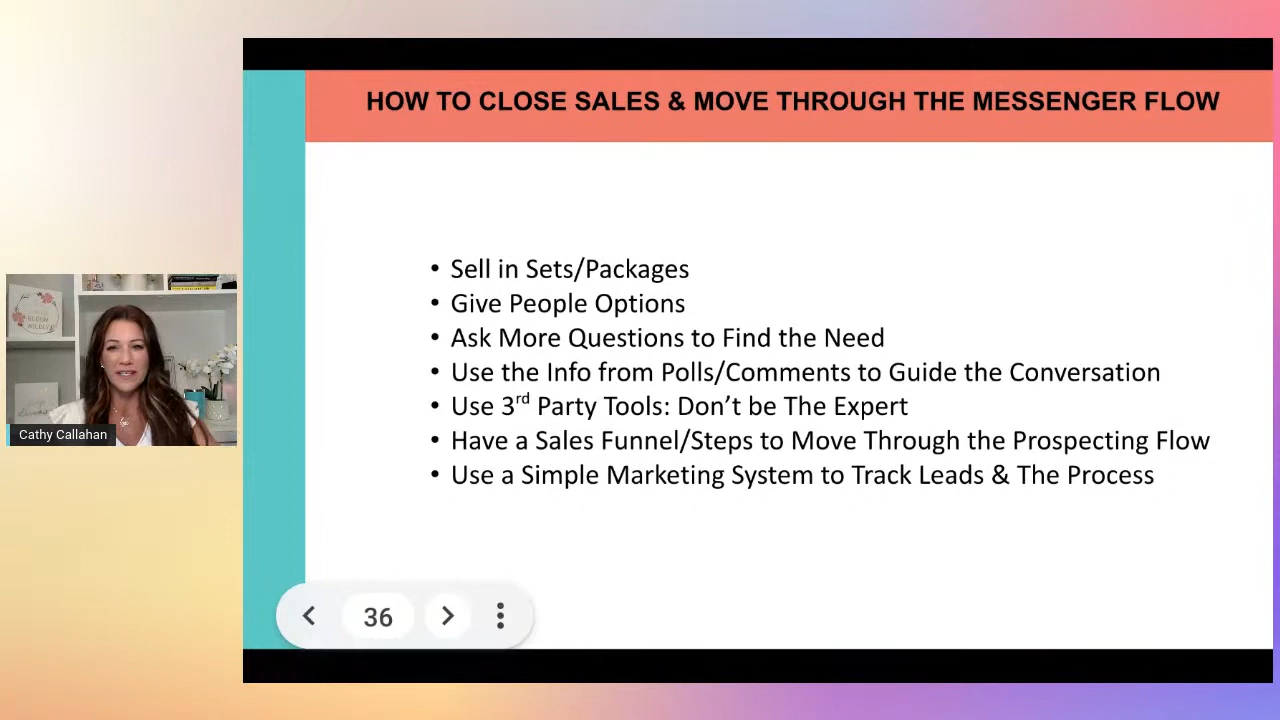 HOW TO CLOSE SALES & MOVE THROUGH THE MESSENGER FLOW
• Sell in Sets/Packages
• Give People Options
• Ask More Questions to Find the Need
• Use the Info from Polls/Comments to Guide the Conversation
• Use 3rd Party Tools: Don’t be The Expert
• Have a Sales Funnel/Steps to Move Through the Prospecting Flow
• Use a Simple Marketing System to Track Leads & The Process
BLOOM
WILDLY
Cathy Callahan
36